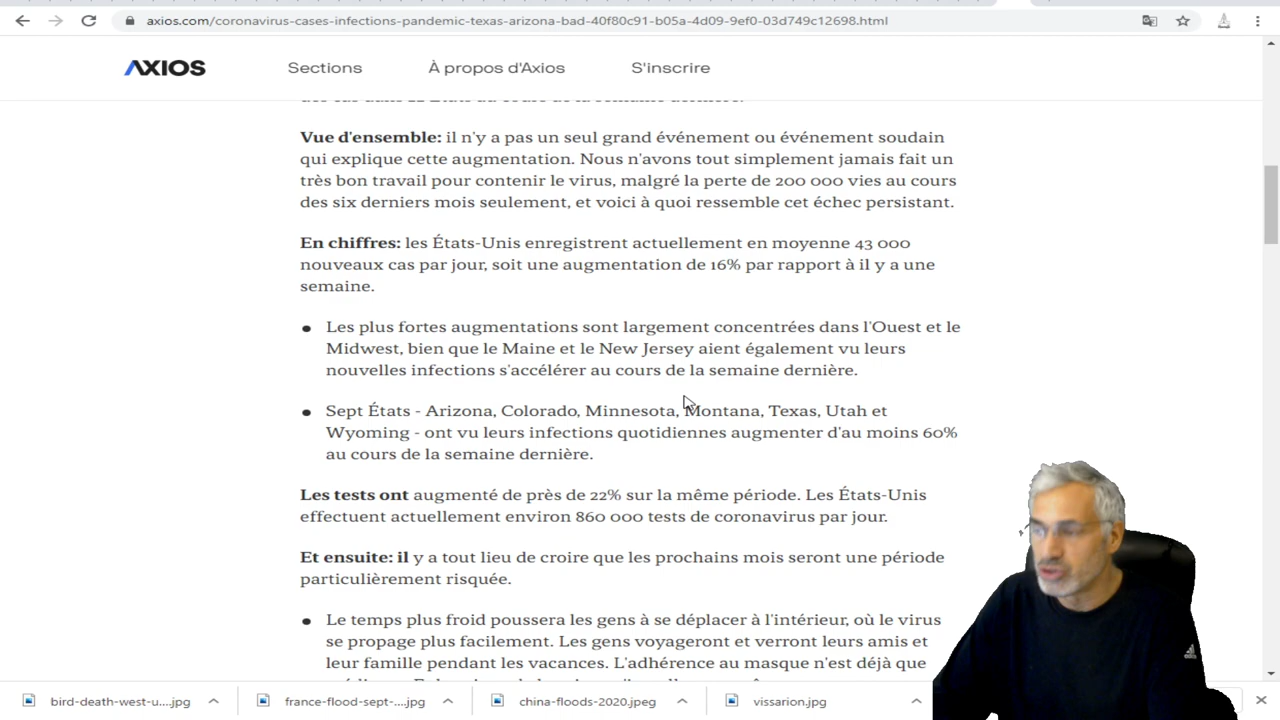 axios.com/coronavirus-cases-infections-pandemic-texas-arizona-bad-40f80c91-b05a-4d09-9ef0-03d749c12698.html
AXIOS Sections À propos d'Axios S'inscrire
Vue d'ensemble: il n'y a pas un seul grand événement ou événement soudain
qui explique cette augmentation. Nous n'avons tout simplement jamais fait un
très bon travail pour contenir le virus, malgré la perte de 200 000 vies au cours
des six derniers mois seulement, et voici à quoi ressemble cet échec persistant.
En chiffres: les États-Unis enregistrent actuellement en moyenne 43 000
nouveaux cas par jour, soit une augmentation de 16% par rapport à il y a une
semaine.
Les plus fortes augmentations sont largement concentrées dans l'Ouest et le
Midwest, bien que le Maine et le New Jersey aient également vu leurs
nouvelles infections s'accélérer au cours de la semaine dernière.
Sept États - Arizona, Colorado, Minnesota, Montana, Texas, Utah et
Wyoming - ont vu leurs infections quotidiennes augmenter d'au moins 60%
au cours de la semaine dernière.
Les tests ont augmenté de près de 22% sur la même période. Les États-Unis
effectuent actuellement environ 860 000 tests de coronavirus par jour.
Et ensuite: il y a tout lieu de croire que les prochains mois seront une période
particulièrement risquée.
Le temps plus froid poussera les gens à se déplacer à l'intérieur, où le virus
se propage plus facilement. Les gens voyageront et verront leurs amis et
leur famille pendant les vacances. L'adhérence au masque n'est déjà que
bird-death-west-u....jpg france-flood-sept-....jpg china-floods-2020.jpeg vissarion.jpg